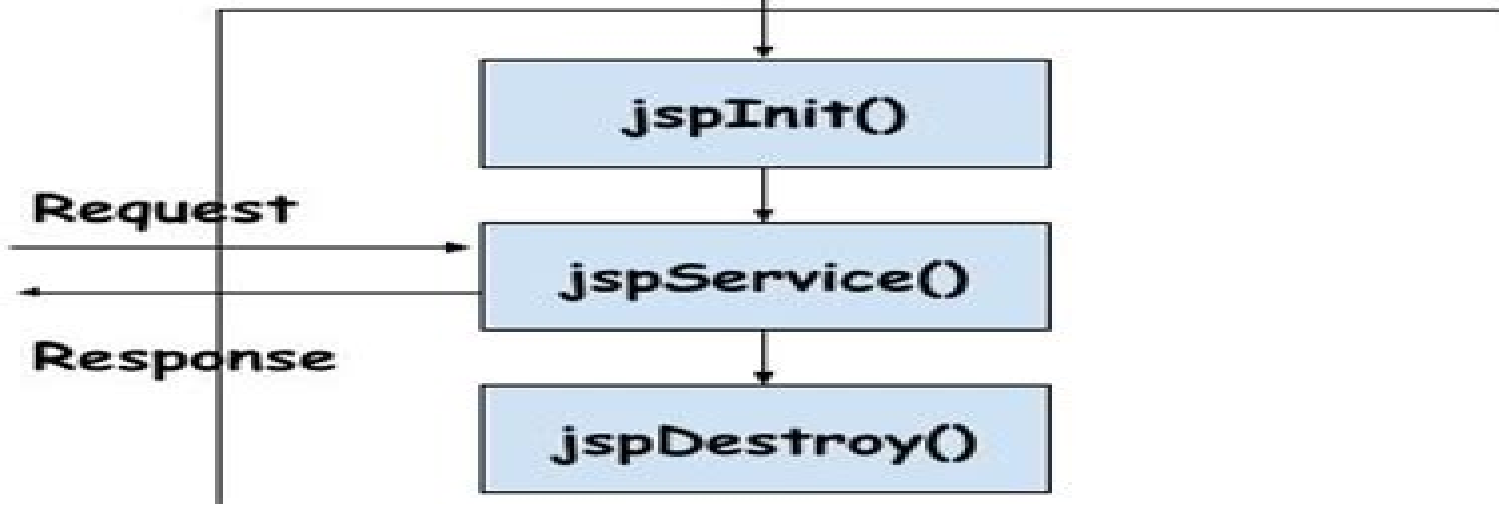 jspInit()
Request
jspService()
Response
jspDestroy()